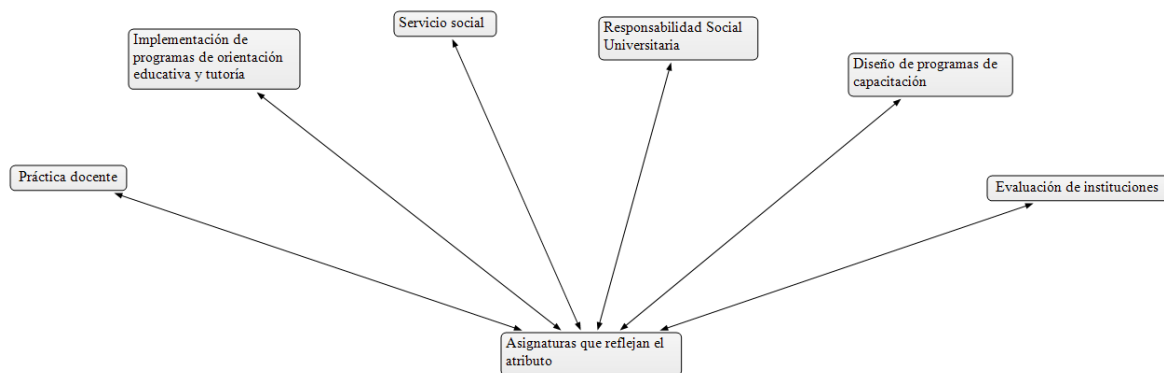 Servicio social
Responsabilidad Social
Universitaria
Implementación de
programas de orientación
educativa y tutoría
Diseño de programas de
capacitación
Práctica docente
Evaluación de instituciones
Asignaturas que reflejan el
atributo